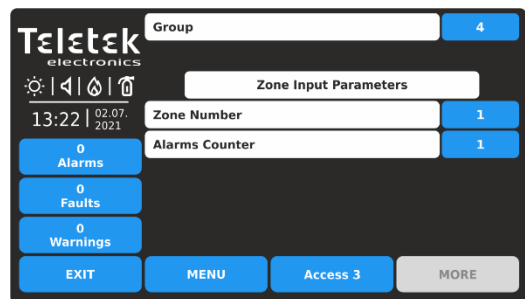 Teletek
electronics
13:22 02.07.
2021
0
Alarms
0
Faults
0
Warnings
Group 4
Zone Input Parameters
Zone Number 1
Alarms Counter 1
EXIT MENU Access 3 MORE